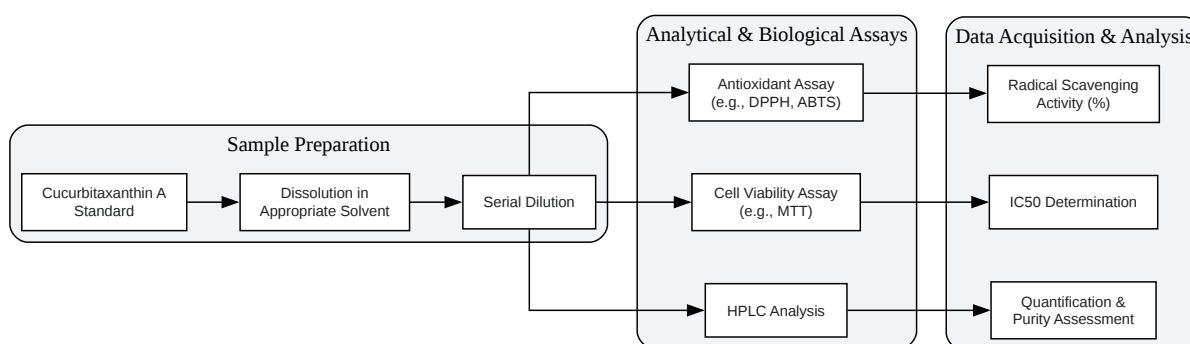 Sample Preparation
Cucurbitaxanthin A
Standard
Dissolution in
Appropriate Solvent
Serial Dilution
Analytical & Biological Assays
Antioxidant Assay
(e.g., DPPH, ABTS)
Cell Viability Assay
(e.g., MTT)
HPLC Analysis
Data Acquisition & Analysis
Radical Scavenging
Activity (%)
IC50 Determination
Quantification &
Purity Assessment